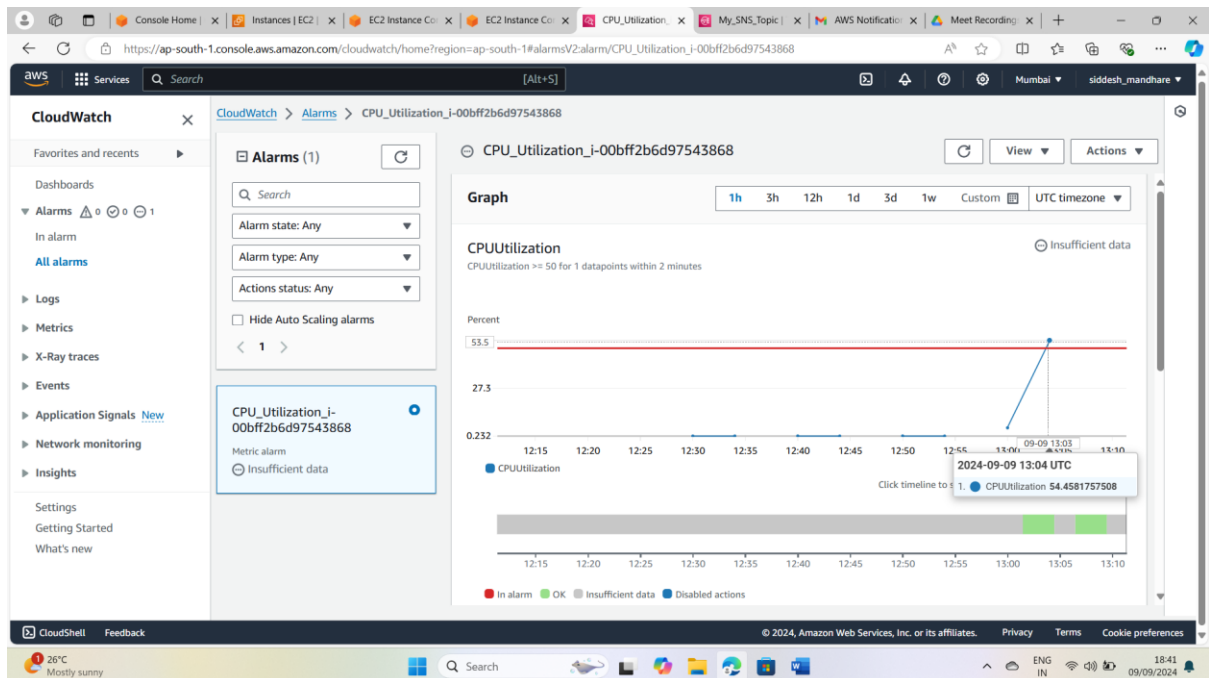 Console Home |
Instances | EC2 |
EC2 Instance Co
EC2 Instance Co
CPU_Utilization_
My_SNS_Topic |
AWS Notification
Meet Recording
https://ap-south-1.console.aws.amazon.com/cloudwatch/home?region=ap-south-1#alarmsV2:alarm/CPU_Utilization_i-00bff2b6d97543868
aws
Services
Search
[Alt+S]
Mumbai
siddesh_mandhare
CloudWatch
Favorites and recents
Dashboards
Alarms 0 0 1
In alarm
All alarms
Logs
Metrics
X-Ray traces
Events
Application Signals New
Network monitoring
Insights
Settings
Getting Started
What's new
CloudWatch > Alarms > CPU_Utilization_i-00bff2b6d97543868
Alarms (1)
Search
Alarm state: Any
Alarm type: Any
Actions status: Any
Hide Auto Scaling alarms
< 1 >
CPU_Utilization_i-
00bff2b6d97543868
Metric alarm
Insufficient data
CPU_Utilization_i-00bff2b6d97543868
View
Actions
Graph
1h 3h 12h 1d 3d 1w Custom
UTC timezone
CPUUtilization
Insufficient data
CPUUtilization >= 50 for 1 datapoints within 2 minutes
Percent
53.5
27.3
0.232
12:15 12:20 12:25 12:30 12:35 12:40 12:45 12:50 12:55 13:00 13:05 13:10
09-09 13:03
CPUUtilization
Click timeline to s
2024-09-09 13:04 UTC
1. CPUUtilization 54.4581757508
12:15 12:20 12:25 12:30 12:35 12:40 12:45 12:50 12:55 13:00 13:05 13:10
In alarm OK Insufficient data Disabled actions
CloudShell Feedback
© 2024, Amazon Web Services, Inc. or its affiliates. Privacy Terms Cookie preferences
1
26°C
Mostly sunny
Search
ENG
IN
18:41
09/09/2024